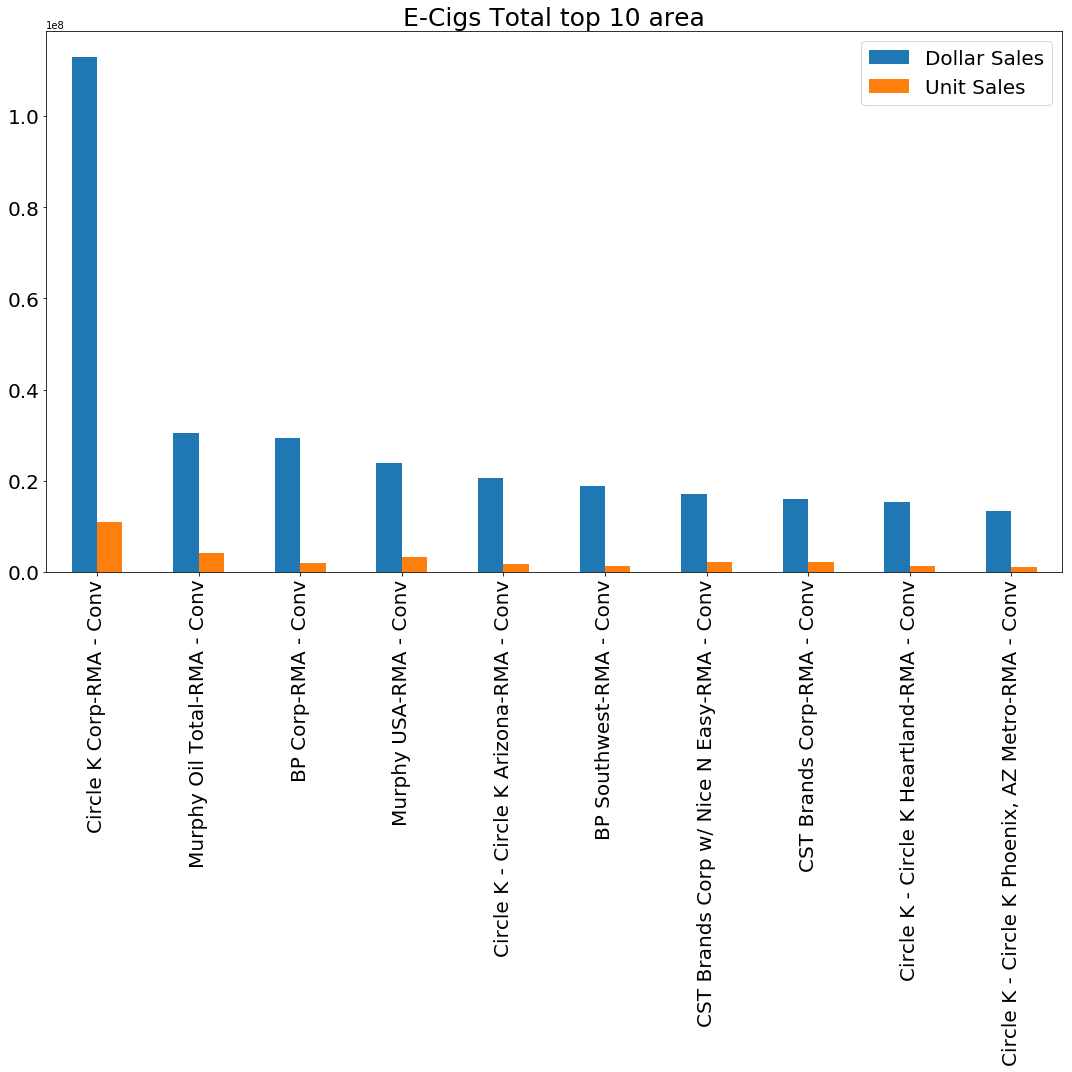 E-Cigs Total top 10 area
1e8
Dollar Sales
Unit Sales
1.0
0.8
0.6
0.4
0.2
0.0
Circle K Corp-RMA - Conv
Murphy Oil Total-RMA - Conv
BP Corp-RMA - Conv
Murphy USA-RMA - Conv
Circle K - Circle K Arizona-RMA - Conv
BP Southwest-RMA - Conv
CST Brands Corp w/ Nice N Easy-RMA - Conv
CST Brands Corp-RMA - Conv
Circle K - Circle K Heartland-RMA - Conv
Circle K - Circle K Phoenix, AZ Metro-RMA - Conv